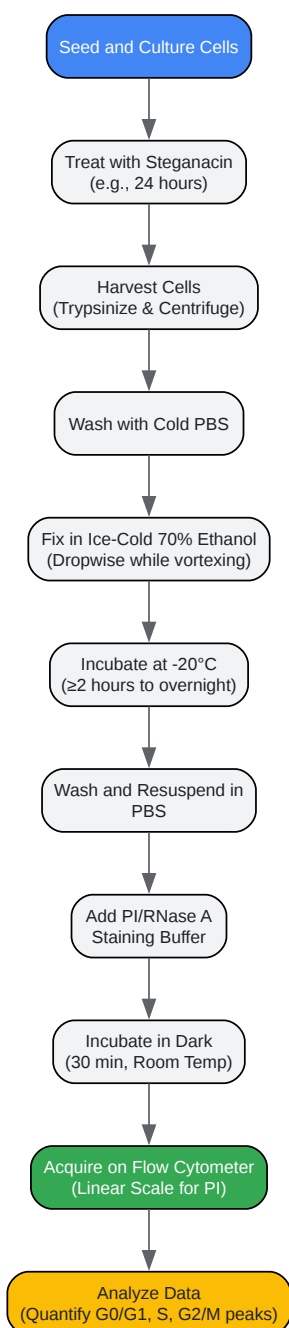 Seed and Culture Cells
Treat with Steganacin
(e.g., 24 hours)
Harvest Cells
(Trypsinize & Centrifuge)
Wash with Cold PBS
Fix in Ice-Cold 70% Ethanol
(Dropwise while vortexing)
Incubate at -20°C
(≥2 hours to overnight)
Wash and Resuspend in
PBS
Add PI/RNase A
Staining Buffer
Incubate in Dark
(30 min, Room Temp)
Acquire on Flow Cytometer
(Linear Scale for PI)
Analyze Data
(Quantify G0/G1, S, G2/M peaks)